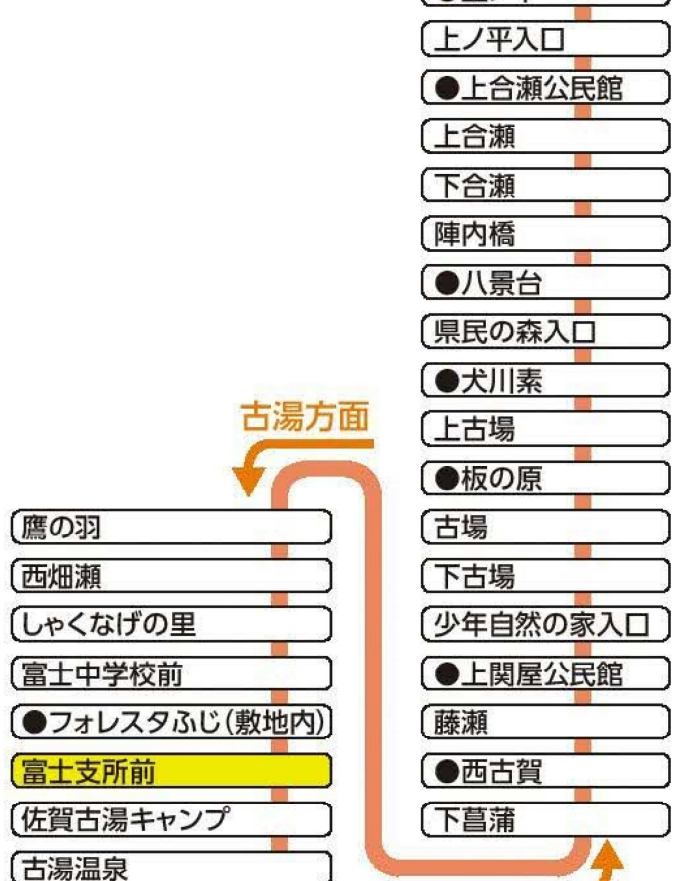 上ノ平入口
●上合瀬公民館
上合瀬
下合瀬
陣内橋
●八景台
県民の森入口
●犬川素
上古場
●板の原
古場
下古場
少年自然の家入口
●上関屋公民館
藤瀬
●西古賀
下菖蒲
古湯方面
鷹の羽
西畑瀬
しゃくなげの里
富士中学校前
●フォレスタふじ(敷地内)
富士支所前
佐賀古湯キャンプ
古湯温泉